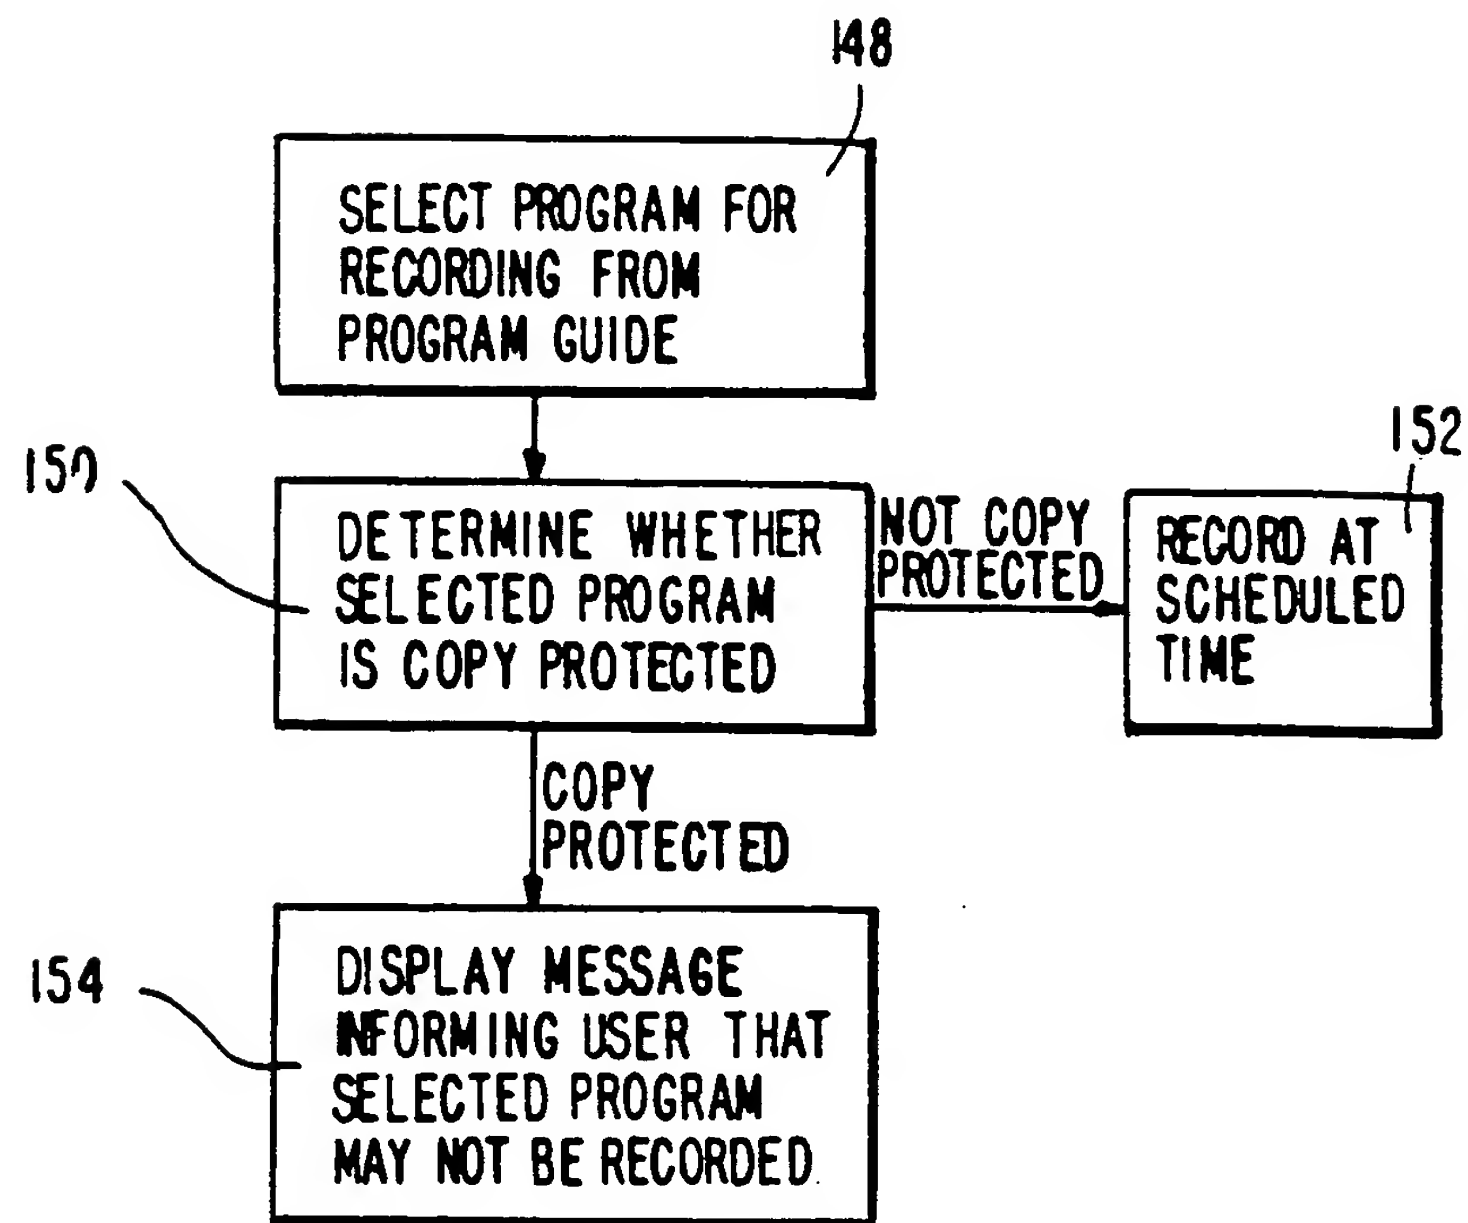 148
SELECT PROGRAM FOR
RECORDING FROM
PROGRAM GUIDE
150
DETERMINE WHETHER
SELECTED PROGRAM
IS COPY PROTECTED
NOT COPY
PROTECTED
152
RECORD AT
SCHEDULED
TIME
COPY
PROTECTED
154
DISPLAY MESSAGE
INFORMING USER THAT
SELECTED PROGRAM
MAY NOT BE RECORDED.